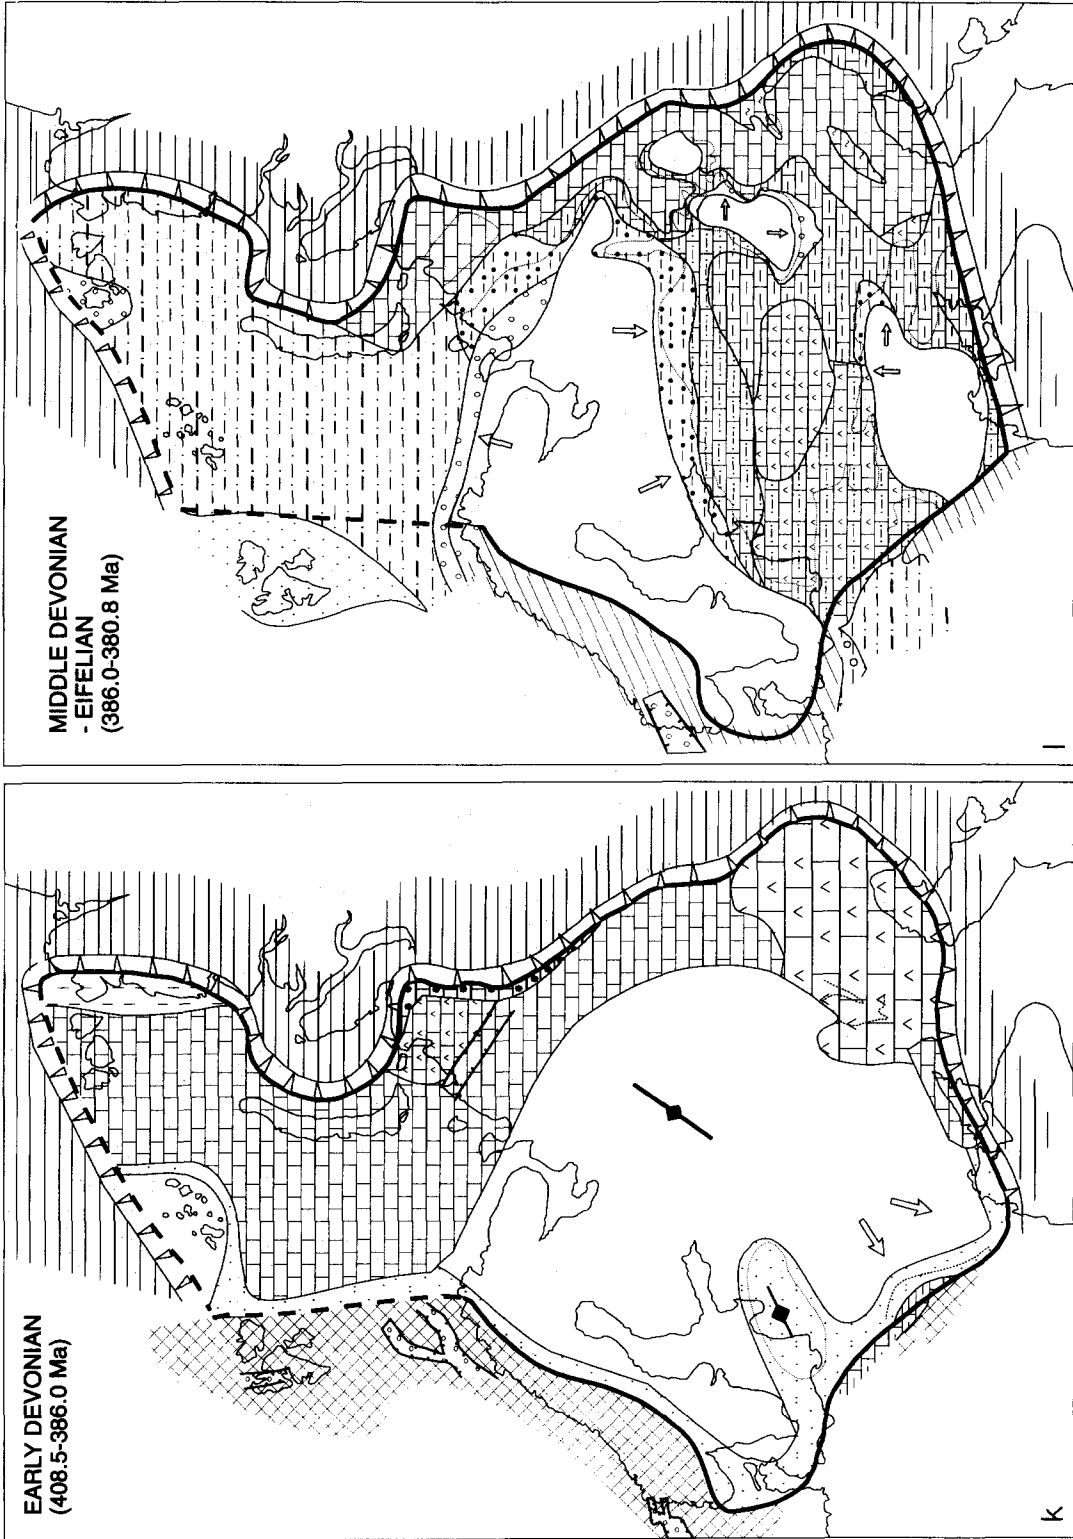 MIDDLE DEVONIAN
- EIFELIAN
(386.0-380.8 Ma)
l
EARLY DEVONIAN
(408.5-386.0 Ma)
k